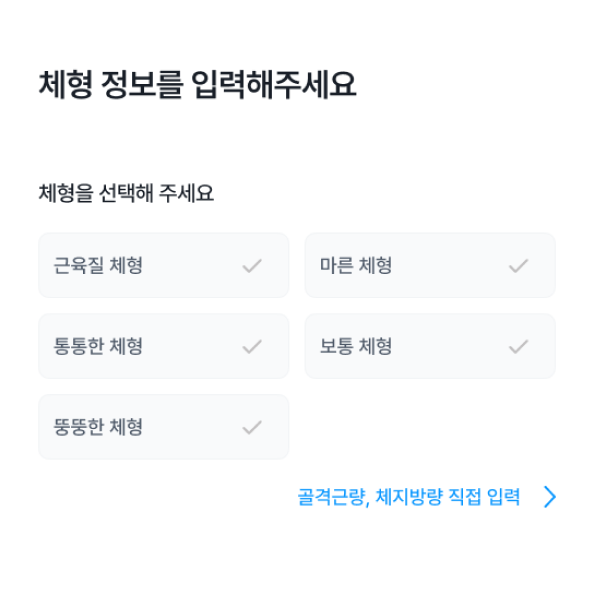 체형 정보를 입력해주세요
체형을 선택해 주세요
근육질 체형
마른 체형
통통한 체형
보통 체형
뚱뚱한 체형
골격근량, 체지방량 직접 입력